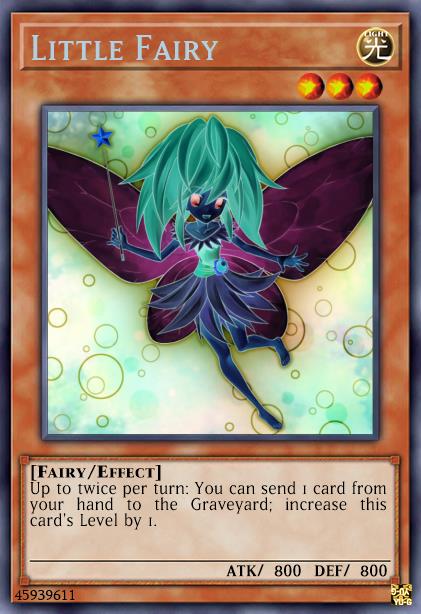 Little Fairy
LIGHT
光
[Fairy/Effect]
Up to twice per turn: You can send 1 card from
your hand to the Graveyard; increase this
card's Level by 1.
ATK/ 800 DEF/ 800
45939611